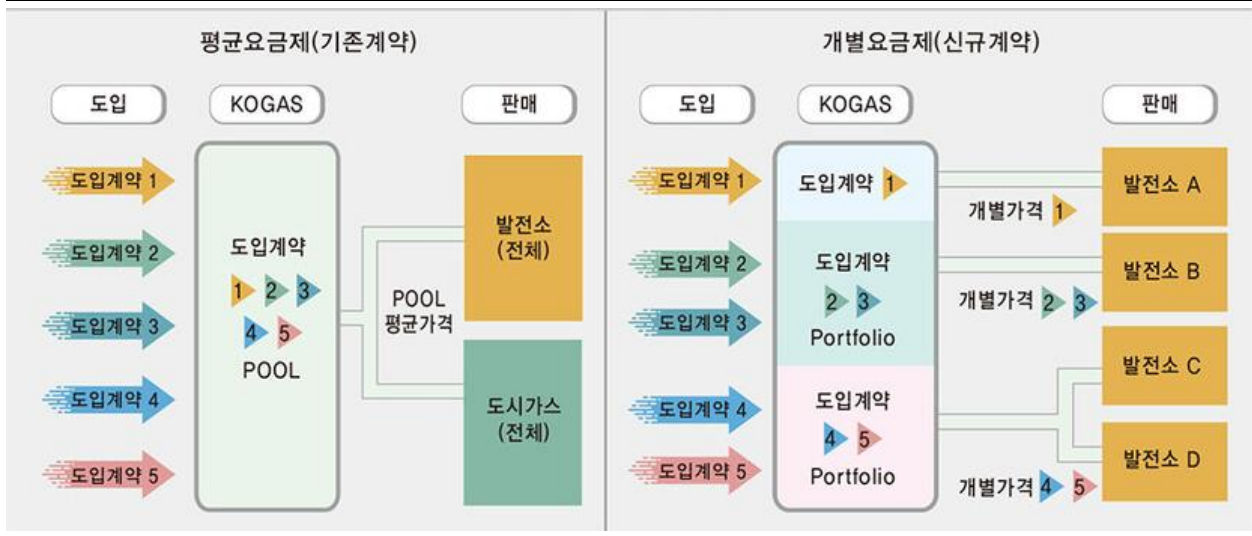 평균요금제(기존계약)
도입
KOGAS
판매
도입계약 1
도입계약 2
도입계약 3
도입계약 4
도입계약 5
도입계약
1 2 3
4 5
POOL
POOL
평균가격
발전소
(전체)
도시가스
(전체)
개별요금제(신규계약)
도입
KOGAS
판매
도입계약 1
도입계약 2
도입계약 3
도입계약 4
도입계약 5
도입계약 1
도입계약
2 3
Portfolio
도입계약
4 5
Portfolio
개별가격 1
개별가격 2 3
개별가격 4 5
발전소 A
발전소 B
발전소 C
발전소 D